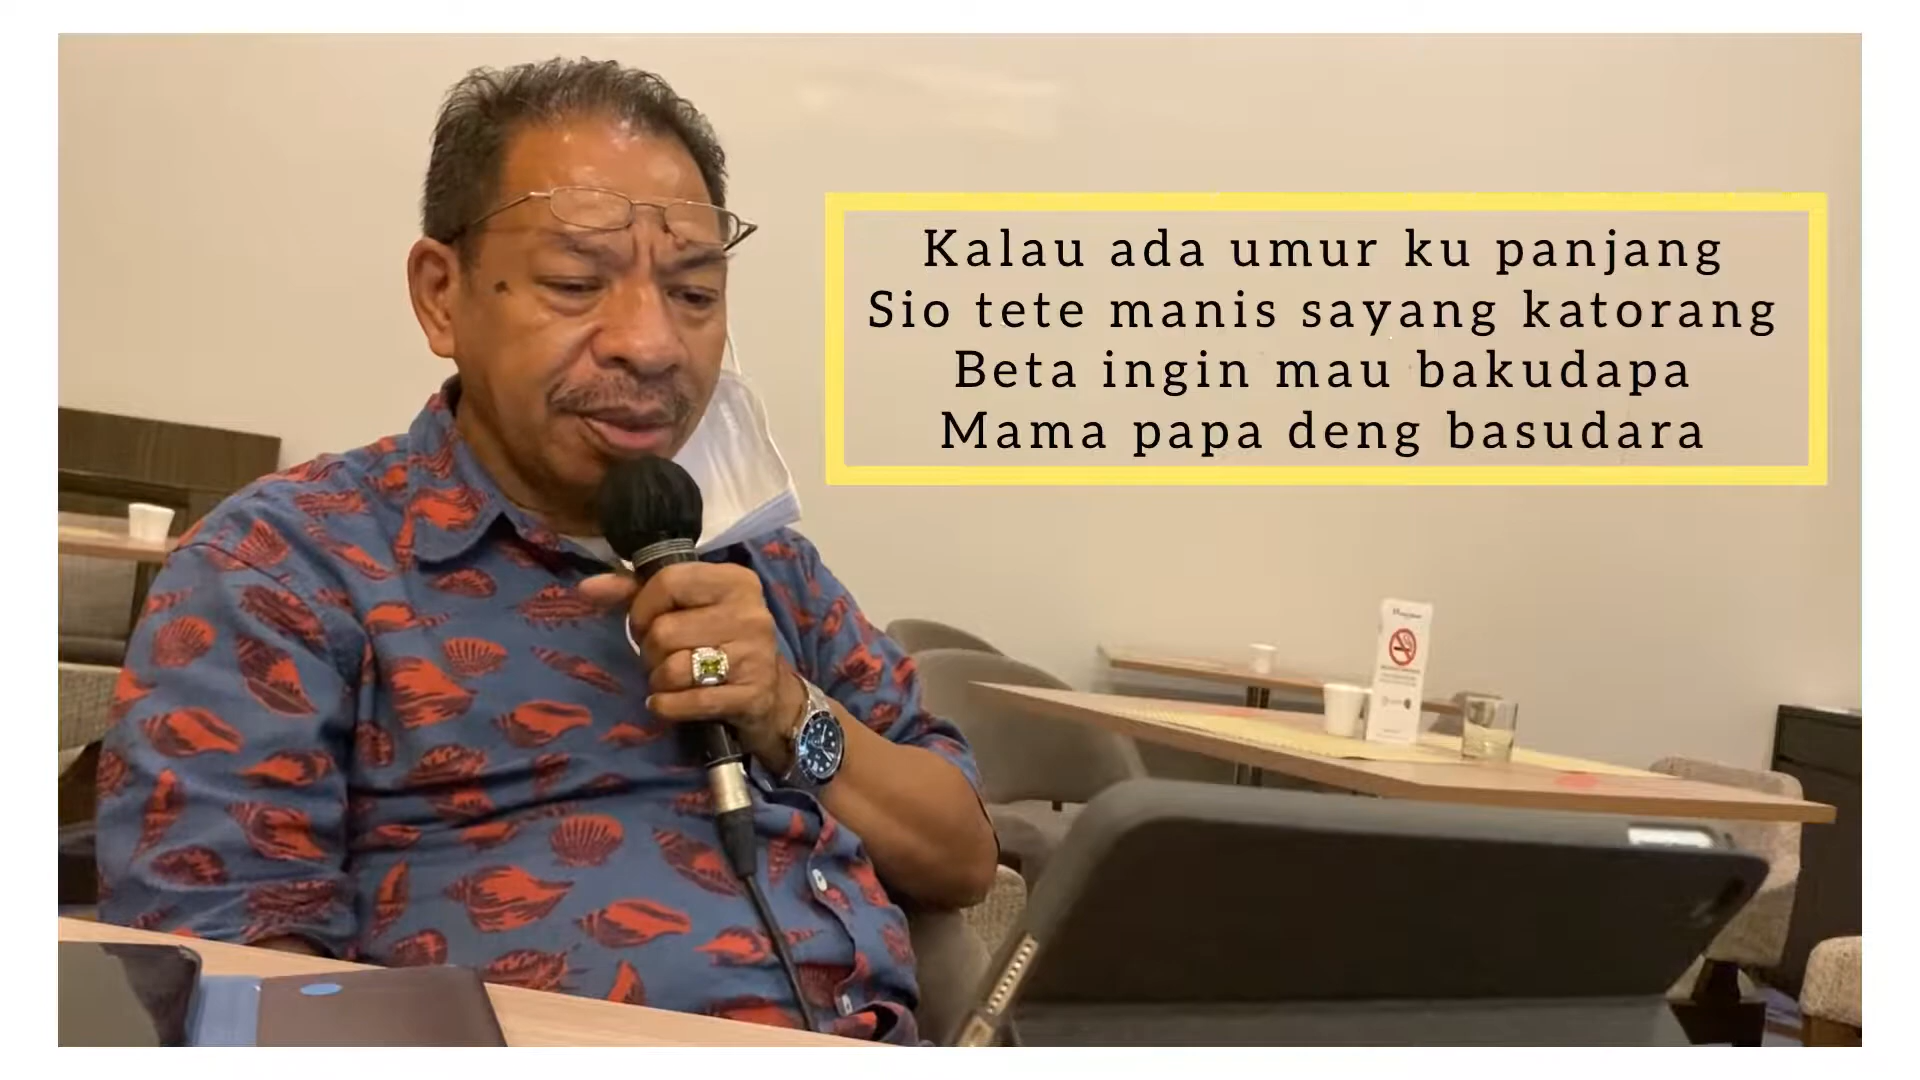 Kalau ada umur ku panjang
Sio tete manis sayang katorang
Beta ingin mau bakudapa
Mama papa deng basudara